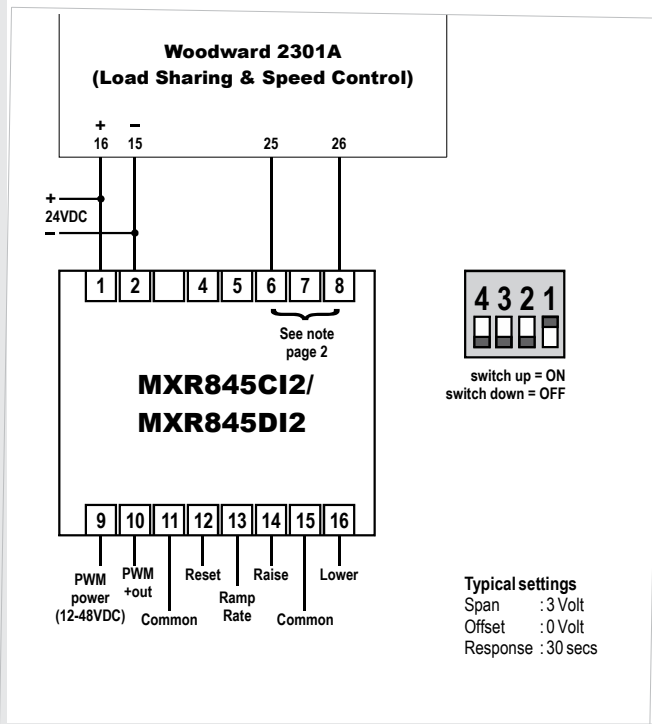 Woodward 2301A
(Load Sharing & Speed Control)
+ −
16 15 25 26
+
24VDC
−
1 2 4 5 6 7 8
See note
page 2
MXR845CI2/
MXR845DI2
4 3 2 1
switch up = ON
switch down = OFF
9 10 11 12 13 14 15 16
PWM
power
(12-48VDC)
PWM
+out
Common
Reset
Ramp
Rate
Raise
Common
Lower
Typical settings
Span : 3 Volt
Offset : 0 Volt
Response : 30 secs